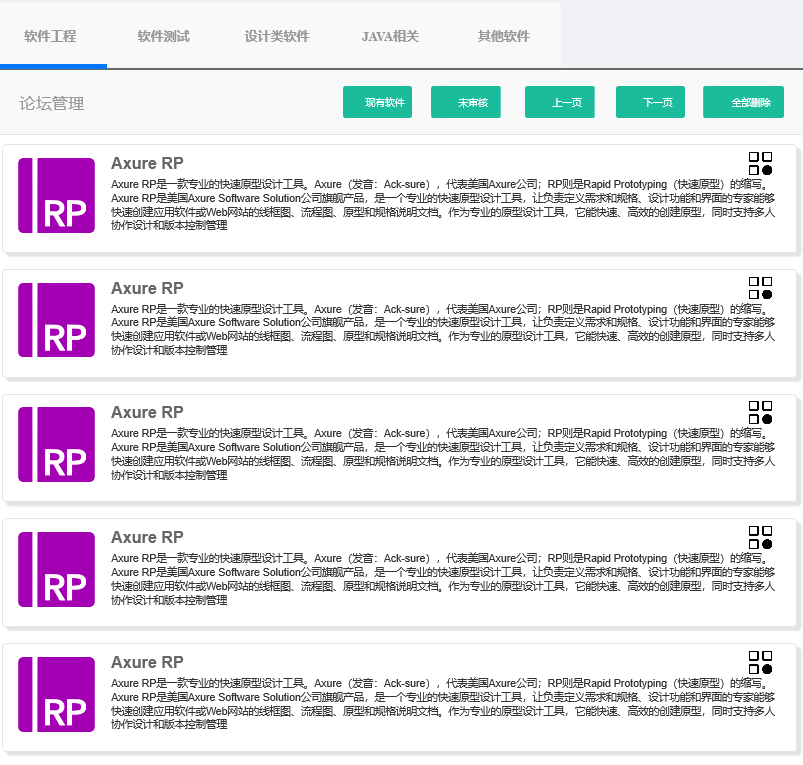 软件工程 软件测试 设计类软件 JAVA相关 其他软件
论坛管理 现有软件 未审核 上一页 下一页 全部删除
Axure RP
RP
Axure RP是一款专业的快速原型设计工具。Axure（发音：Ack-sure），代表美国Axure公司；RP则是Rapid Prototyping（快速原型）的缩写。
Axure RP是美国Axure Software Solution公司旗舰产品，是一个专业的快速原型设计工具，让负责定义需求和规格、设计功能和界面的专家能够
快速创建应用软件或Web网站的线框图、流程图、原型和规格说明文档。作为专业的原型设计工具，它能快速、高效的创建原型，同时支持多人
协作设计和版本控制管理
Axure RP
RP
Axure RP是一款专业的快速原型设计工具。Axure（发音：Ack-sure），代表美国Axure公司；RP则是Rapid Prototyping（快速原型）的缩写。
Axure RP是美国Axure Software Solution公司旗舰产品，是一个专业的快速原型设计工具，让负责定义需求和规格、设计功能和界面的专家能够
快速创建应用软件或Web网站的线框图、流程图、原型和规格说明文档。作为专业的原型设计工具，它能快速、高效的创建原型，同时支持多人
协作设计和版本控制管理
Axure RP
RP
Axure RP是一款专业的快速原型设计工具。Axure（发音：Ack-sure），代表美国Axure公司；RP则是Rapid Prototyping（快速原型）的缩写。
Axure RP是美国Axure Software Solution公司旗舰产品，是一个专业的快速原型设计工具，让负责定义需求和规格、设计功能和界面的专家能够
快速创建应用软件或Web网站的线框图、流程图、原型和规格说明文档。作为专业的原型设计工具，它能快速、高效的创建原型，同时支持多人
协作设计和版本控制管理
Axure RP
RP
Axure RP是一款专业的快速原型设计工具。Axure（发音：Ack-sure），代表美国Axure公司；RP则是Rapid Prototyping（快速原型）的缩写。
Axure RP是美国Axure Software Solution公司旗舰产品，是一个专业的快速原型设计工具，让负责定义需求和规格、设计功能和界面的专家能够
快速创建应用软件或Web网站的线框图、流程图、原型和规格说明文档。作为专业的原型设计工具，它能快速、高效的创建原型，同时支持多人
协作设计和版本控制管理
Axure RP
RP
Axure RP是一款专业的快速原型设计工具。Axure（发音：Ack-sure），代表美国Axure公司；RP则是Rapid Prototyping（快速原型）的缩写。
Axure RP是美国Axure Software Solution公司旗舰产品，是一个专业的快速原型设计工具，让负责定义需求和规格、设计功能和界面的专家能够
快速创建应用软件或Web网站的线框图、流程图、原型和规格说明文档。作为专业的原型设计工具，它能快速、高效的创建原型，同时支持多人
协作设计和版本控制管理